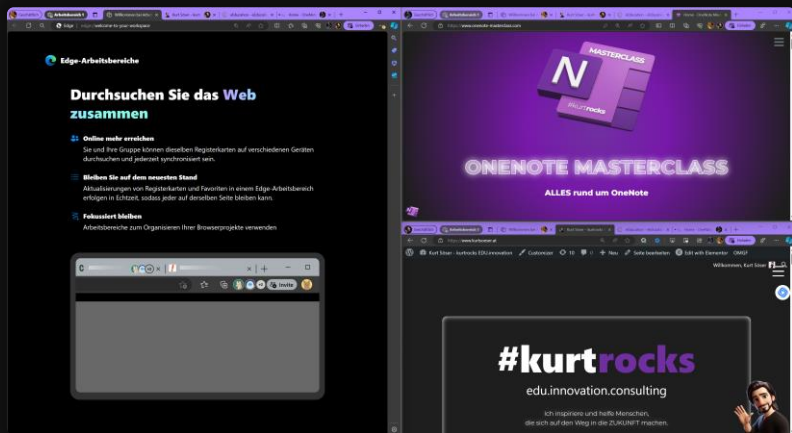 Edge-Arbeitsbereiche
Durchsuchen Sie das Web
zusammen
Online mehr erreichen
Sie und Ihre Gruppe können dieselben Registerkarten auf verschiedenen Geräten
durchsuchen und jederzeit synchronisiert sein.
Bleiben Sie auf dem neuesten Stand
Aktualisierungen von Registerkarten und Favoriten in einem Edge-Arbeitsbereich
erfolgen in Echtzeit, sodass jeder auf derselben Seite bleiben kann.
Fokussiert bleiben
Arbeitsbereiche zum Organisieren Ihrer Browserprojekte verwenden
Invite
https://www.onenote-masterclass.com
MASTERCLASS
N
#kurtrocks
ONENOTE MASTERCLASS
ALLES rund um OneNote
Kurt Söser - kurtrocks EDU.innovation Customizer 10 0 Neu Seite bearbeiten Edit with Elementor OMGF
Willkommen, Kurt Söser
#kurtrocks
edu.innovation.consulting
Ich inspiriere und helfe Menschen,
die sich auf den Weg in die ZUKUNFT machen.